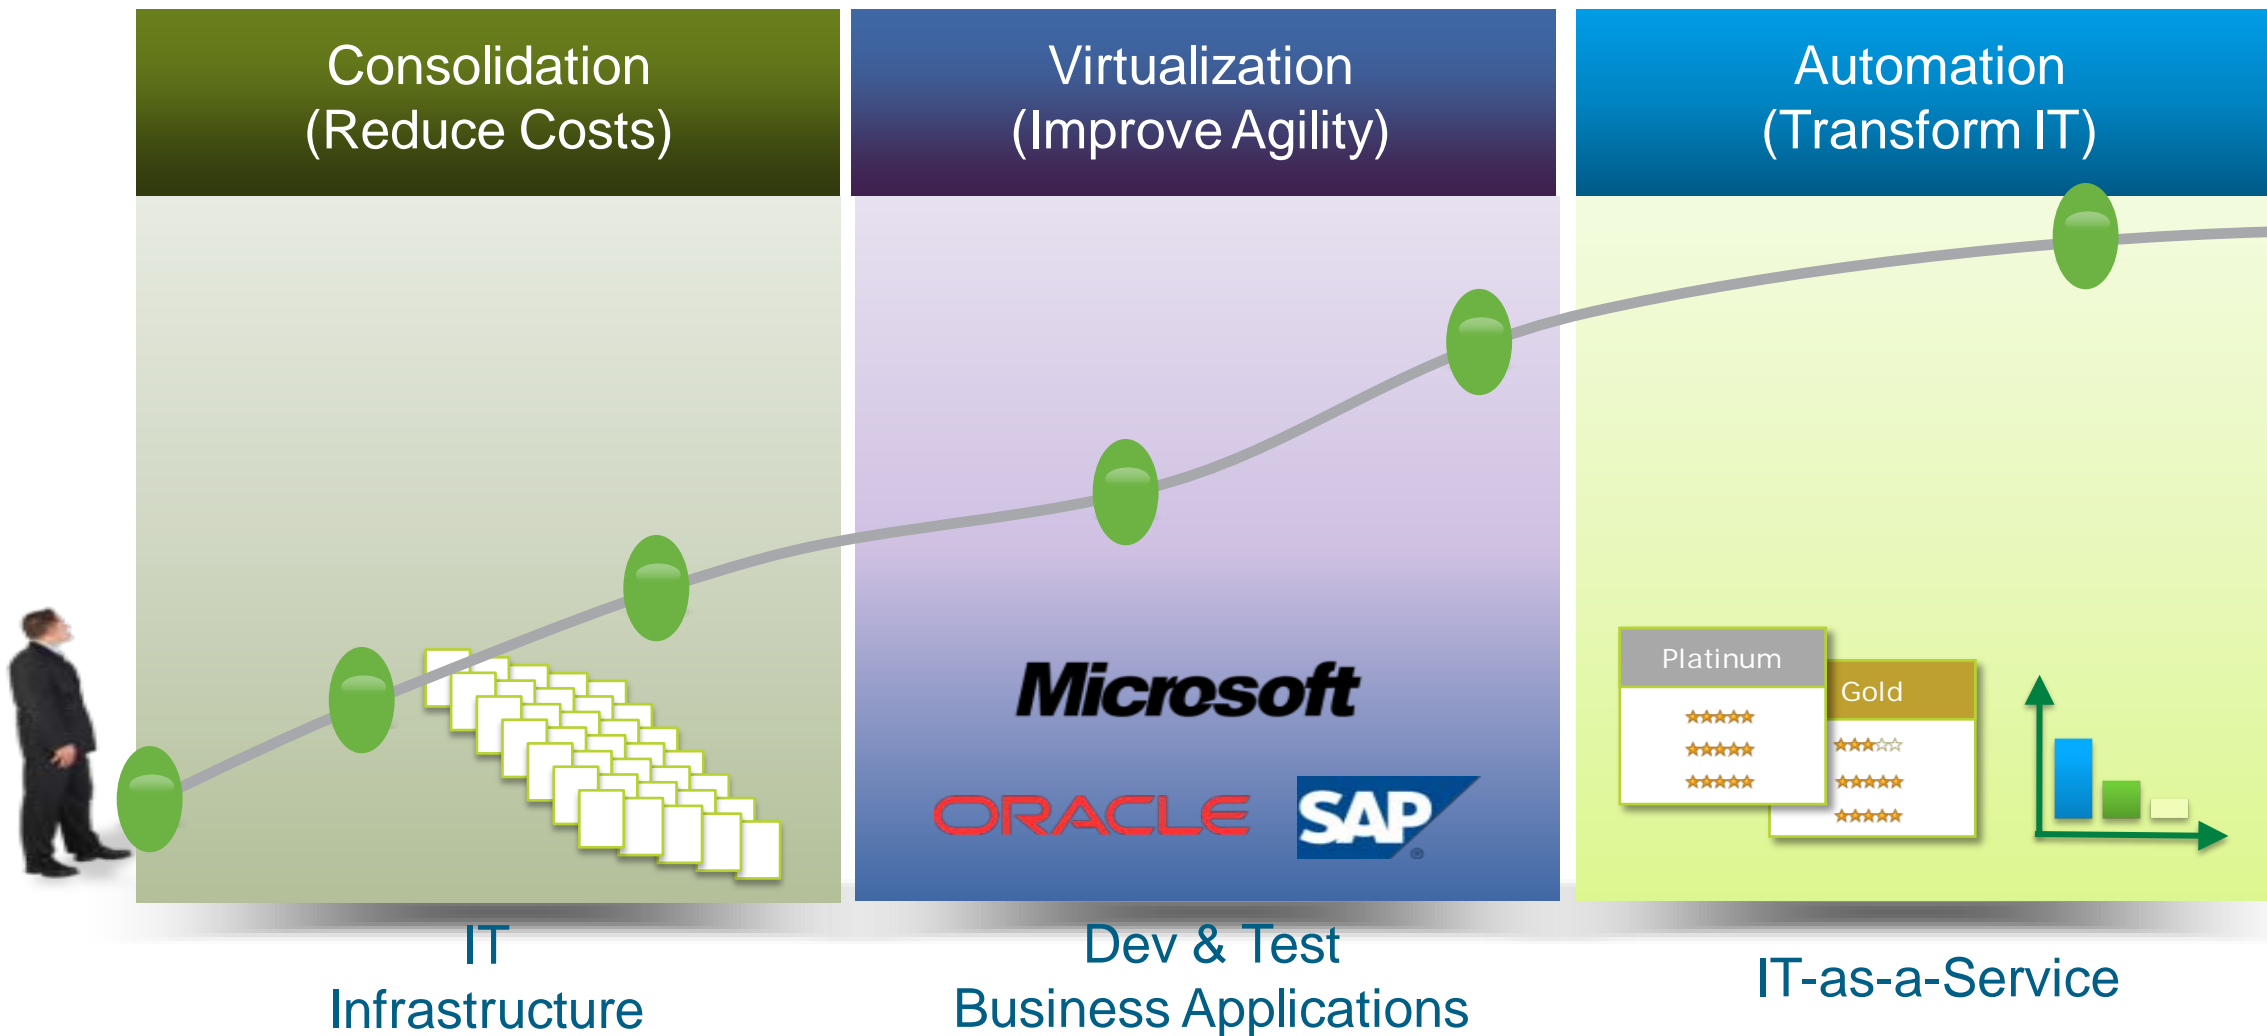 Consolidation
(Reduce Costs)
Virtualization
(Improve Agility)
Automation
(Transform IT)
Microsoft
ORACLE
SAP
®
Platinum
Gold
IT
Infrastructure
Dev & Test
Business Applications
IT-as-a-Service